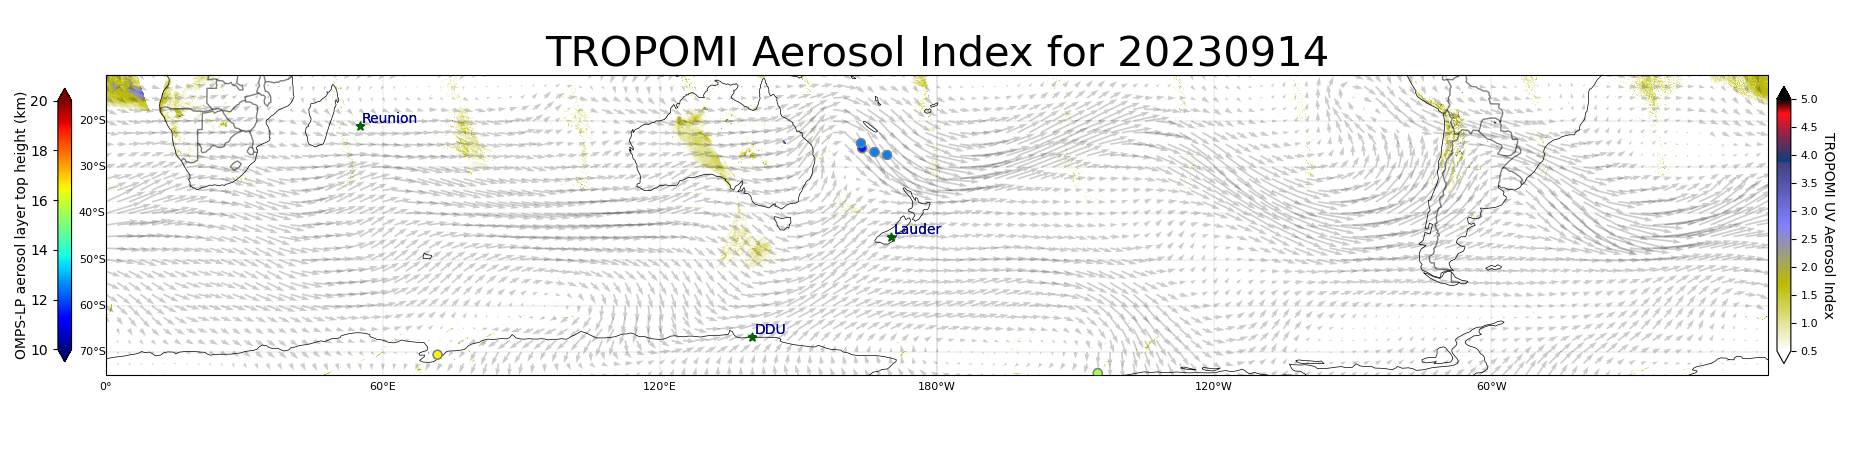 TROPOMI Aerosol Index for 20230914
OMPS-LP aerosol layer top height (km)
20
18
16
14
12
10
20°S
30°S
40°S
50°S
60°S
70°S
0°
60°E
120°E
180°W
120°W
60°W
Reunion
Lauder
DDU
5.0
4.5
4.0
3.5
3.0
2.5
2.0
1.5
1.0
0.5
TROPOMI UV Aerosol Index